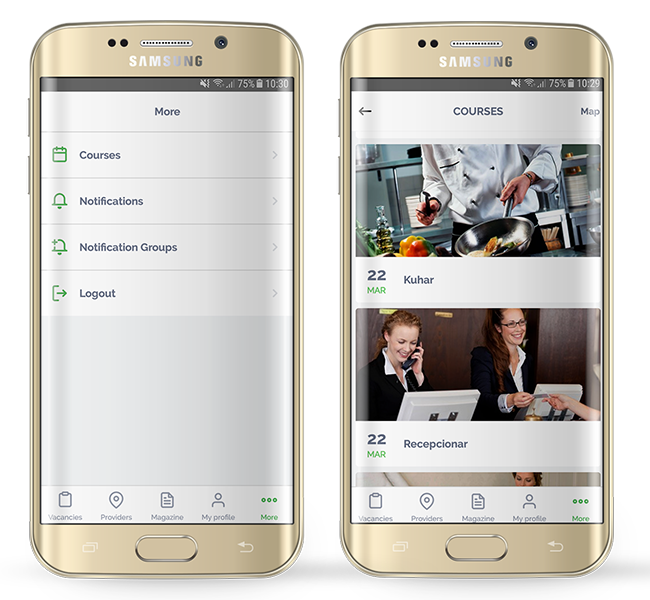 SAMSUNG
75% 10:30
More
Courses
Notifications
Notification Groups
Logout
Vacancies
Providers
Magazine
My profile
More
SAMSUNG
75% 10:29
COURSES
Map
22
MAR
Kuhar
22
MAR
Recepcionar
Vacancies
Providers
Magazine
My profile
More